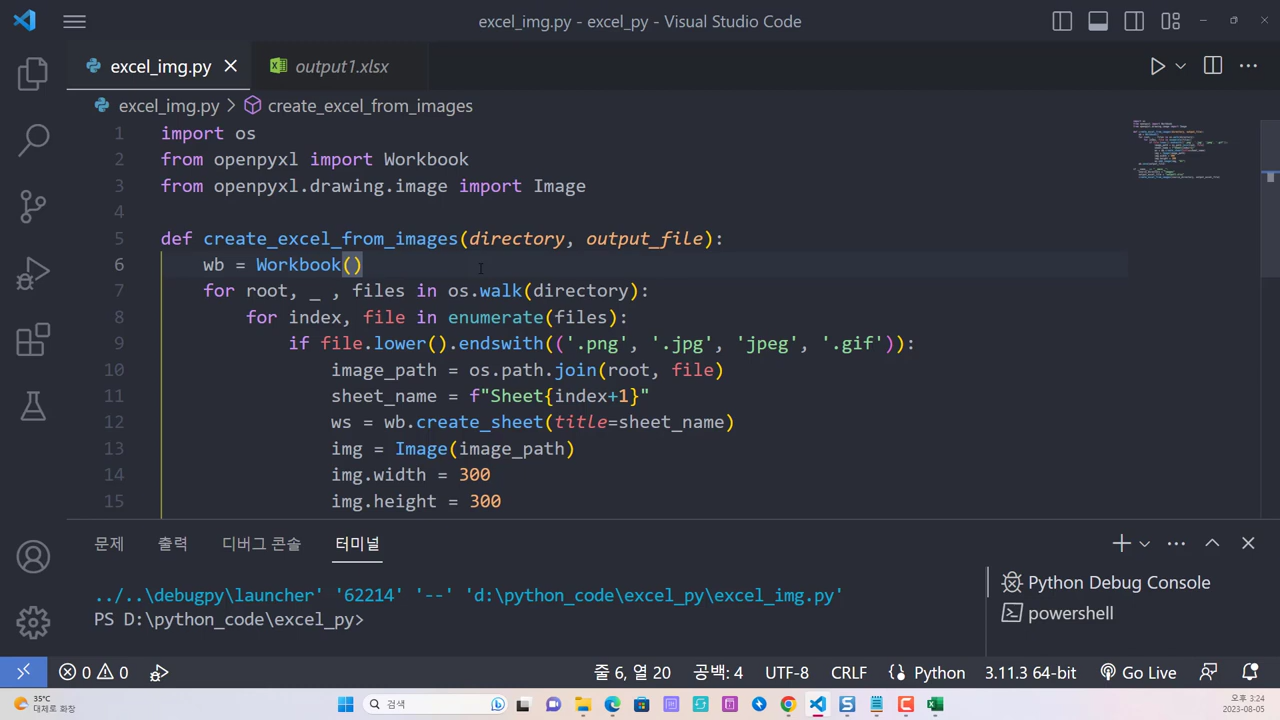 excel_img.py - excel_py - Visual Studio Code
excel_img.py
output1.xlsx
excel_img.py > create_excel_from_images
1 import os
2 from openpyxl import Workbook
3 from openpyxl.drawing.image import Image
4
5 def create_excel_from_images(directory, output_file):
6 wb = Workbook()
7 for root, _ , files in os.walk(directory):
8 for index, file in enumerate(files):
9 if file.lower().endswith(('.png', '.jpg', 'jpeg', '.gif')):
10 image_path = os.path.join(root, file)
11 sheet_name = f"Sheet{index+1}"
12 ws = wb.create_sheet(title=sheet_name)
13 img = Image(image_path)
14 img.width = 300
15 img.height = 300
문제 출력 디버그 콘솔 터미널
../..\debugpy\launcher' '62214' '--' 'd:\python_code\excel_py\excel_img.py'
PS D:\python_code\excel_py>
Python Debug Console
powershell
0 0 줄 6, 열 20 공백: 4 UTF-8 CRLF Python 3.11.3 64-bit Go Live
35°C
대체로 화창
검색
오후 3:24
2023-08-05